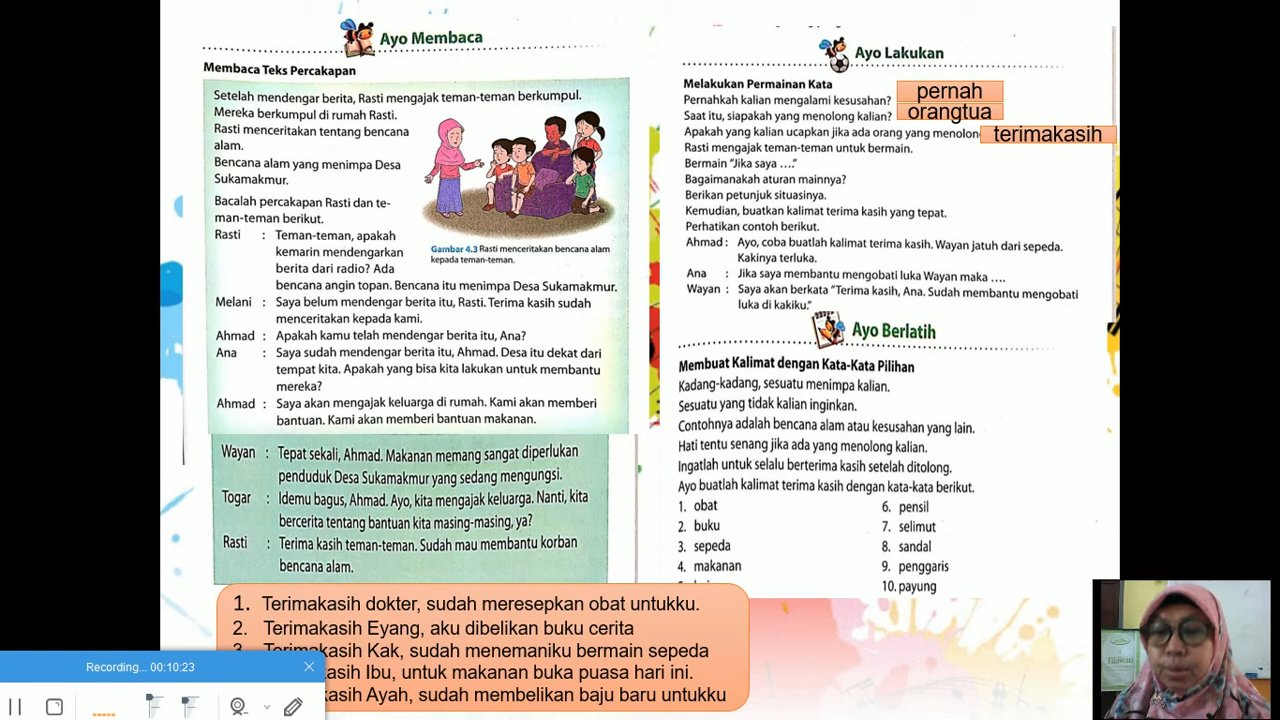 Ayo Membaca
Membaca Teks Percakapan
Setelah mendengar berita, Rasti mengajak teman-teman berkumpul.
Mereka berkumpul di rumah Rasti.
Rasti menceritakan tentang bencana
alam.
Bencana alam yang menimpa Desa
Sukamakmur.
Bacalah percakapan Rasti dan te-
man-teman berikut.
Rasti : Teman-teman, apakah
kemarin mendengarkan
berita dari radio? Ada
bencana angin topan. Bencana itu menimpa Desa Sukamakmur.
Gambar 4.3 Rasti menceritakan bencana alam
kepada teman-teman.
Melani : Saya belum mendengar berita itu, Rasti. Terima kasih sudah
menceritakan kepada kami.
Ahmad : Apakah kamu telah mendengar berita itu, Ana?
Ana : Saya sudah mendengar berita itu, Ahmad. Desa itu dekat dari
tempat kita. Apakah yang bisa kita lakukan untuk membantu
mereka?
Ahmad : Saya akan mengajak keluarga di rumah. Kami akan memberi
bantuan. Kami akan memberi bantuan makanan.
Wayan : Tepat sekali, Ahmad. Makanan memang sangat diperlukan
penduduk Desa Sukamakmur yang sedang mengungsi.
Togar : Idemu bagus, Ahmad. Ayo, kita mengajak keluarga. Nanti, kita
bercerita tentang bantuan kita masing-masing, ya?
Rasti : Terima kasih teman-teman. Sudah mau membantu korban
bencana alam.
Ayo Lakukan
Melakukan Permainan Kata
Pernahkah kalian mengalami kesusahan? pernah
Saat itu, siapakah yang menolong kalian? orangtua
Apakah yang kalian ucapkan jika ada orang yang menolon terimakasih
Rasti mengajak teman-teman untuk bermain.
Bermain "Jika saya ...."
Bagaimanakah aturan mainnya?
Berikan petunjuk situasinya.
Kemudian, buatkan kalimat terima kasih yang tepat.
Perhatikan contoh berikut.
Ahmad : Ayo, coba buatlah kalimat terima kasih. Wayan jatuh dari sepeda.
Kakinya terluka.
Ana : Jika saya membantu mengobati luka Wayan maka ....
Wayan : Saya akan berkata "Terima kasih, Ana. Sudah membantu mengobati
luka di kakiku."
Ayo Berlatih
Membuat Kalimat dengan Kata-Kata Pilihan
Kadang-kadang, sesuatu menimpa kalian.
Sesuatu yang tidak kalian inginkan.
Contohnya adalah bencana alam atau kesusahan yang lain.
Hati tentu senang jika ada yang menolong kalian.
Ingatlah untuk selalu berterima kasih setelah ditolong.
Ayo buatlah kalimat terima kasih dengan kata-kata berikut.
1. obat
2. buku
3. sepeda
4. makanan
6. pensil
7. selimut
8. sandal
9. penggaris
10. payung
1. Terimakasih dokter, sudah meresepkan obat untukku.
2. Terimakasih Eyang, aku dibelikan buku cerita
3. Terimakasih Kak, sudah menemaniku bermain sepeda
kasih Ibu, untuk makanan buka puasa hari ini.
kasih Ayah, sudah membelikan baju baru untukku
Recording... 00:10:23